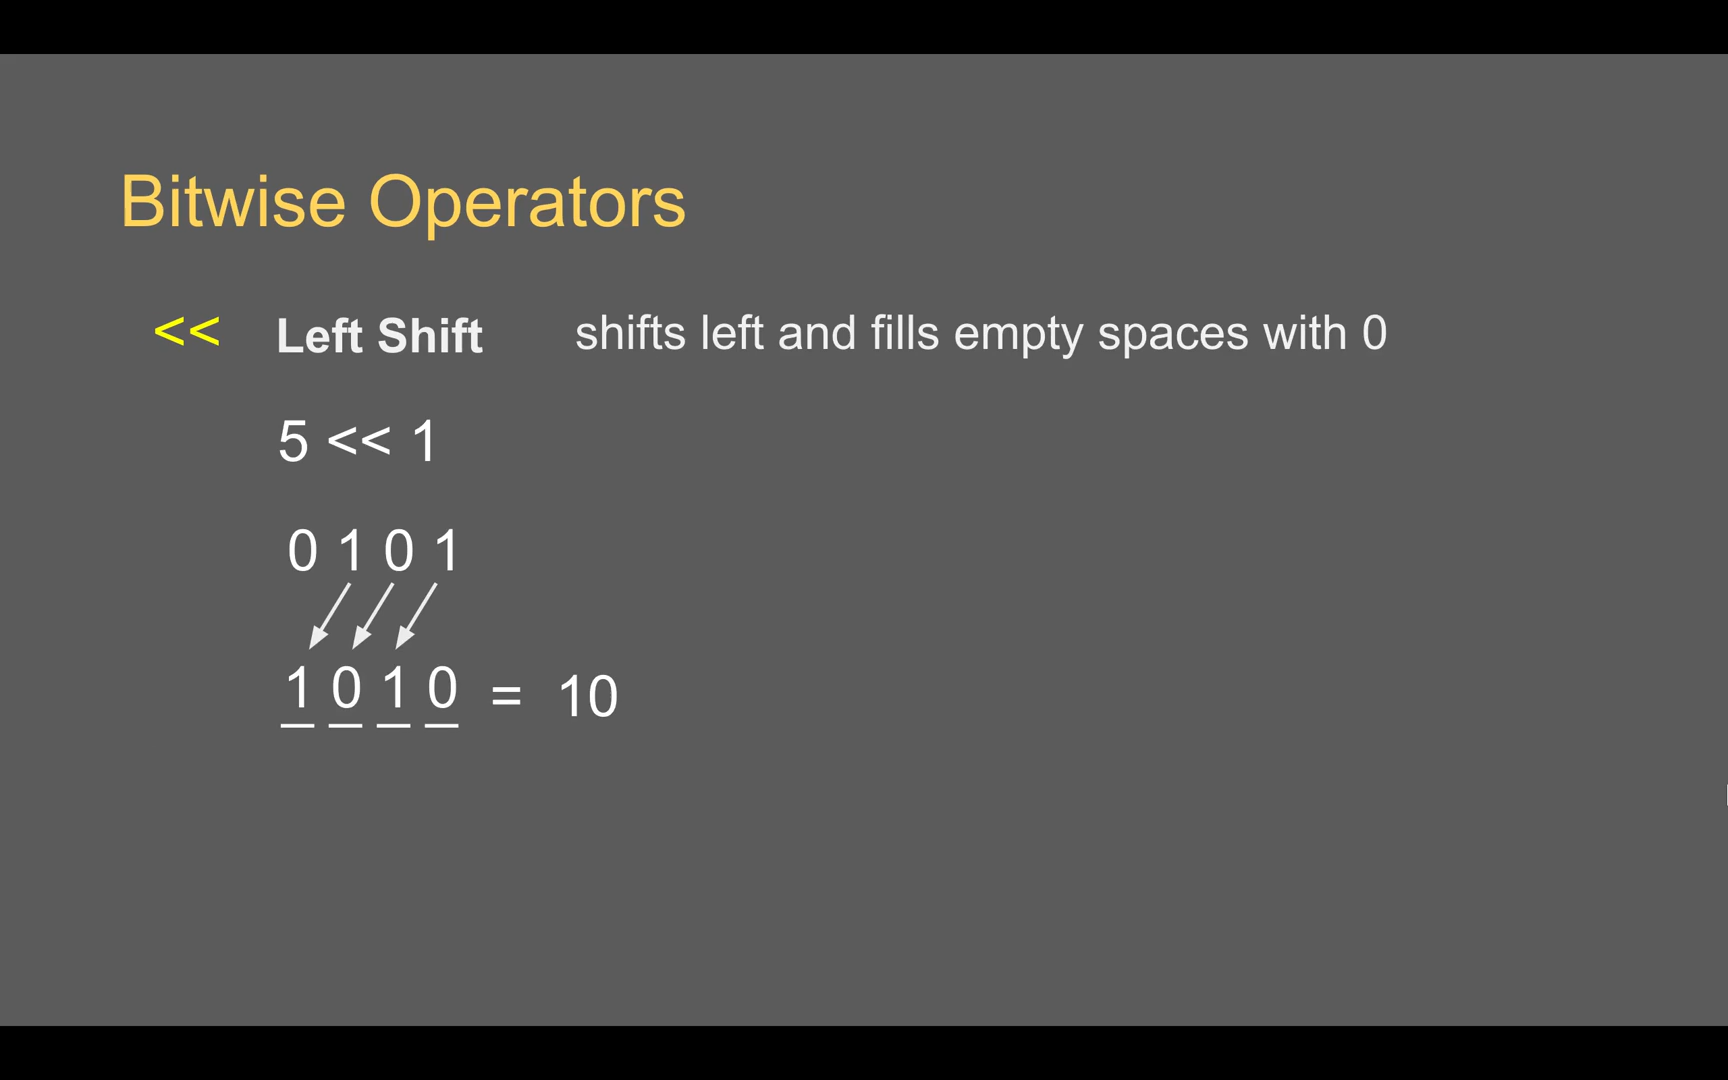 Bitwise Operators
<< Left Shift shifts left and fills empty spaces with 0
5 << 1
0 1 0 1
1 0 1 0 = 10